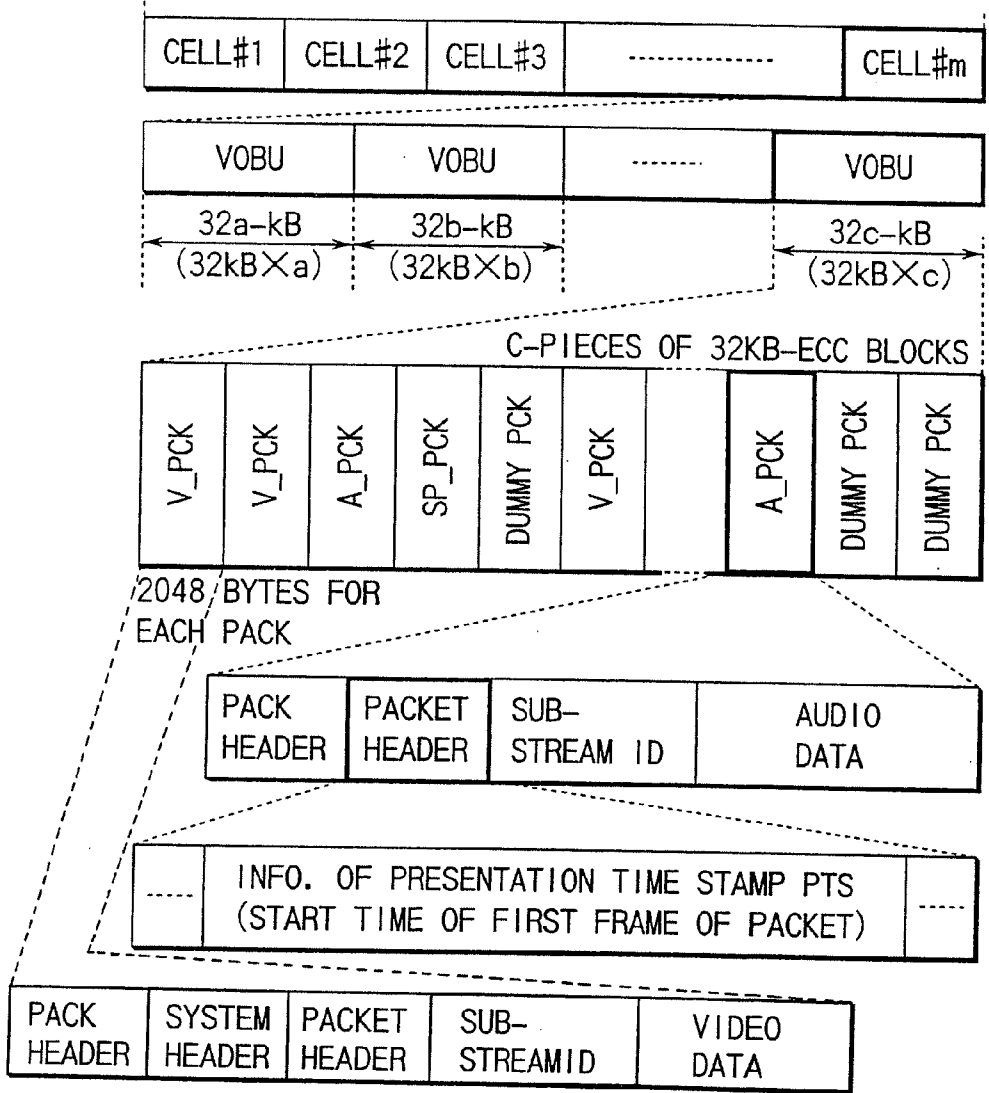 CELL#1 CELL#2 CELL#3 ------------- CELL#m
VOBU VOBU ------- VOBU
32a-kB 32b-kB 32c-kB
(32kB×a) (32kB×b) (32kB×c)
C-PIECES OF 32KB-ECC BLOCKS
V_PCK V_PCK A_PCK SP_PCK DUMMY PCK V_PCK A_PCK DUMMY PCK DUMMY PCK
2048 BYTES FOR
EACH PACK
PACK PACKET SUB- AUDIO
HEADER HEADER STREAM ID DATA
INFO. OF PRESENTATION TIME STAMP PTS
(START TIME OF FIRST FRAME OF PACKET)
PACK SYSTEM PACKET SUB- VIDEO
HEADER HEADER HEADER STREAMID DATA